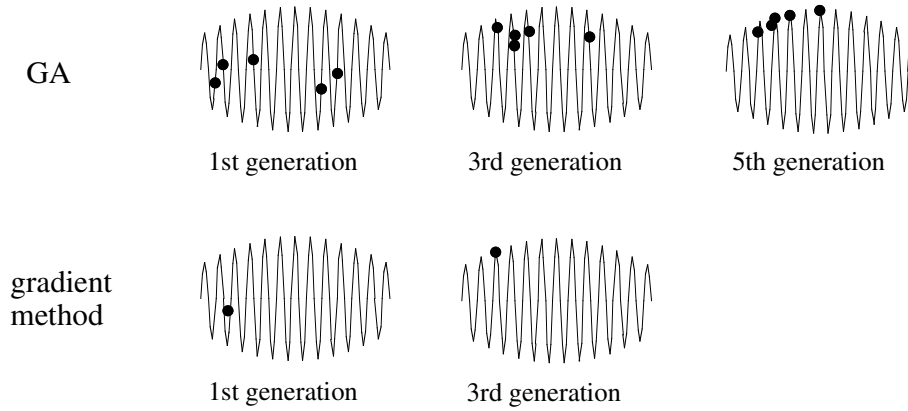 GA
1st generation
3rd generation
5th generation
gradient
method
1st generation
3rd generation